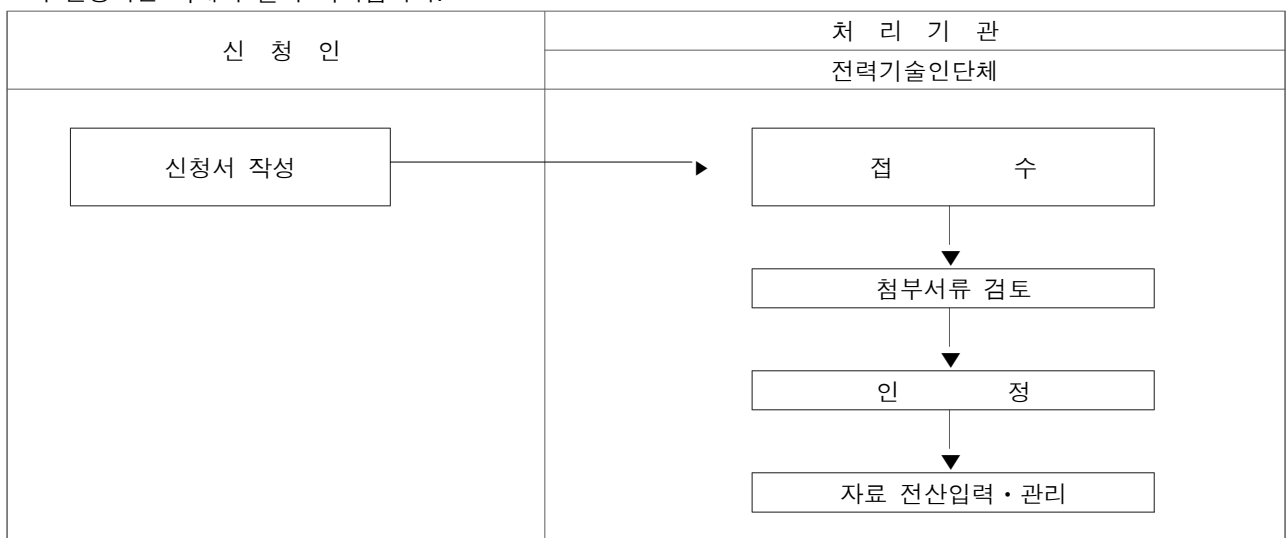 신 청 인
처 리 기 관
전력기술인단체
신청서 작성
접 수
첨부서류 검토
인 정
자료 전산입력・관리